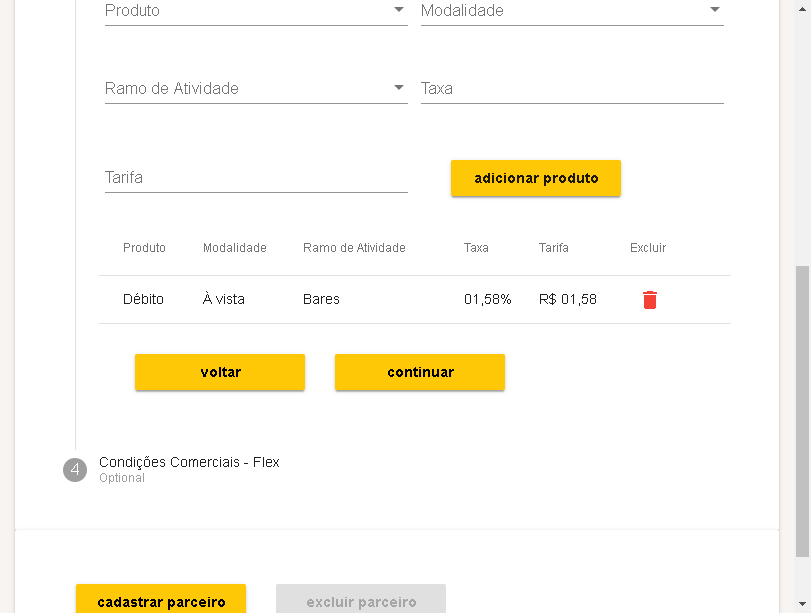 Produto Modalidade
Ramo de Atividade Taxa
Tarifa adicionar produto
Produto Modalidade Ramo de Atividade Taxa Tarifa Excluir
Débito À vista Bares 01,58% R$ 01,58
voltar continuar
4 Condições Comerciais - Flex
Optional
cadastrar parceiro excluir parceiro